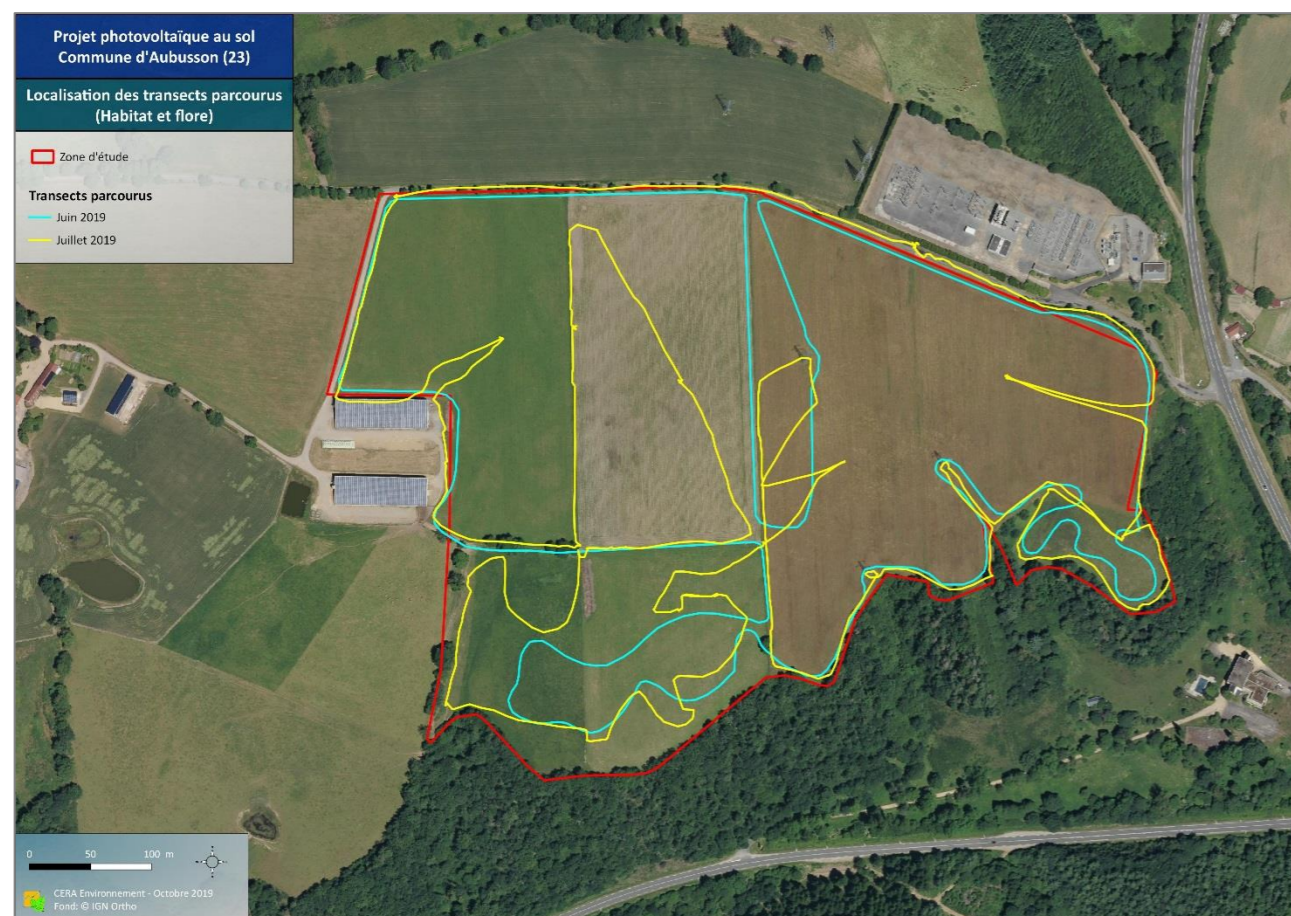 Projet photovoltaïque au sol
Commune d'Aubusson (23)
Localisation des transects parcourus
(Habitat et flore)
Zone d'étude
Transects parcourus
Juin 2019
Juillet 2019
0 50 100 m
CERA Environnement - Octobre 2019
Fond: © IGN Ortho